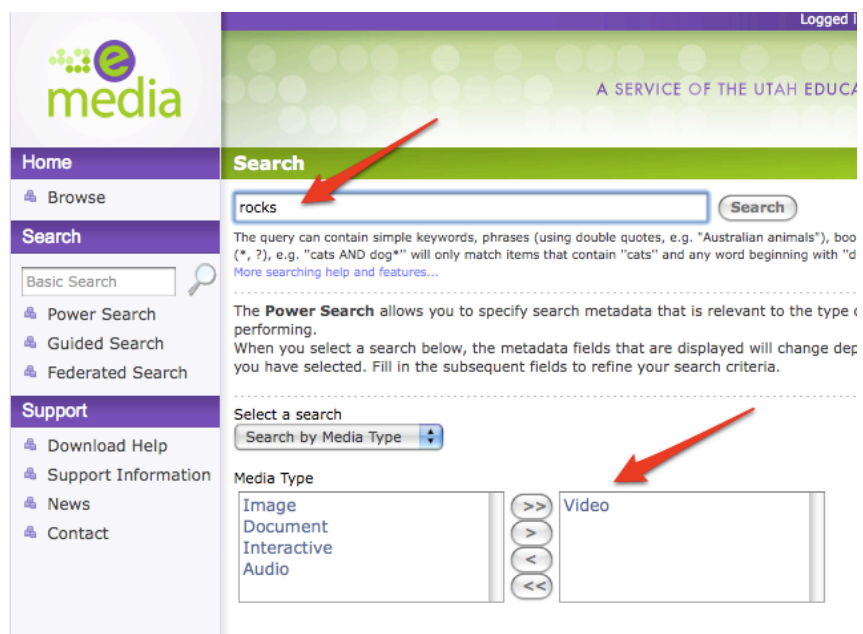 Logged i
e
media
A SERVICE OF THE UTAH EDUCA
Home
Browse
Search
Basic Search
Power Search
Guided Search
Federated Search
Support
Download Help
Support Information
News
Contact
Search
rocks
Search
The query can contain simple keywords, phrases (using double quotes, e.g. "Australian animals"), boo
(*, ?), e.g. "cats AND dog*" will only match items that contain "cats" and any word beginning with "d
More searching help and features...
The Power Search allows you to specify search metadata that is relevant to the type o
performing.
When you select a search below, the metadata fields that are displayed will change dep
you have selected. Fill in the subsequent fields to refine your search criteria.
Select a search
Search by Media Type
Media Type
Image
Document
Interactive
Audio
>>
>
<
<<
Video